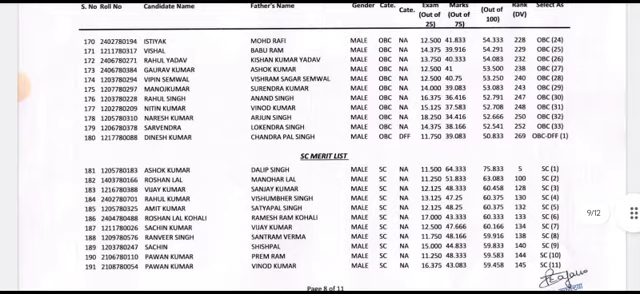 S. No Roll No Candidate Name Father's Name Gender Cate. Cate. Exam (Out of 25) Marks (Out of 75) (Out of 100) Rank (DV) Select As
170 2402780194 ISTIYAK MOHD RAFI MALE OBC NA 12.500 41.833 54.333 228 OBC (24)
171 1211780317 VISHAL BABU RAM MALE OBC NA 14.375 39.916 54.291 229 OBC (25)
172 2406780271 RAHUL YADAV KISHAN KUMAR YADAV MALE OBC NA 13.750 40.333 54.083 232 OBC (26)
173 2406780384 GAURAV KUMAR ASHOK KUMAR MALE OBC NA 12.500 41 53.500 238 OBC (27)
174 1203780294 VIPIN SEMWAL VISHRAM SAGAR SEMWAL MALE OBC NA 12.500 40.75 53.250 240 OBC (28)
175 1207780297 MANOJKUMAR SURENDRA KUMAR MALE OBC NA 14.000 39.083 53.083 243 OBC (29)
176 1203780228 RAHUL SINGH ANAND SINGH MALE OBC NA 16.375 36.416 52.791 247 OBC (30)
177 1202780209 NITIN KUMAR VINOD KUMAR MALE OBC NA 15.125 37.583 52.708 248 OBC (31)
178 1205780310 NARESH KUMAR ARJUN SINGH MALE OBC NA 18.250 34.416 52.666 250 OBC (32)
179 1206780378 SARVENDRA LOKENDRA SINGH MALE OBC NA 14.375 38.166 52.541 252 OBC (33)
180 1217780088 DINESH KUMAR CHANDRA PAL SINGH MALE OBC DFF 11.750 39.083 50.833 269 OBC-DFF (1)
SC MERIT LIST
181 1205780183 ASHOK KUMAR DALIP SINGH MALE SC NA 11.500 64.333 75.833 5 SC (1)
182 1403780166 ROSHAN LAL MANOHAR LAL MALE SC NA 11.250 51.833 63.083 100 SC (2)
183 1216780388 VIJAY KUMAR SANJAY KUMAR MALE SC NA 12.125 48.333 60.458 128 SC (3)
184 2402780701 RAHUL KUMAR VISHUMBHER SINGH MALE SC NA 13.125 47.25 60.375 130 SC (4)
185 1205780325 AMIT KUMAR SATYAPAL SINGH MALE SC NA 12.125 48.25 60.375 132 SC (5)
186 2404780488 ROSHAN LAL KOHALI RAMESH RAM KOHALI MALE SC NA 17.000 43.333 60.333 133 SC (6)
187 1211780026 SACHIN KUMAR VIJAY KUMAR MALE SC NA 12.500 47.666 60.166 134 SC (7)
188 1209780576 RANVEER SINGH SANTRAM VERMA MALE SC NA 11.750 48.166 59.916 138 SC (8)
189 1203780247 SACHIN SHISHPAL MALE SC NA 15.000 44.833 59.833 140 SC (9)
190 2106780110 PAWAN KUMAR PREM RAM MALE SC NA 11.250 48.333 59.583 144 SC (10)
191 2108780054 PAWAN KUMAR VINOD KUMAR MALE SC NA 16.375 43.083 59.458 145 SC (11)
Page 8 of 11
9/12